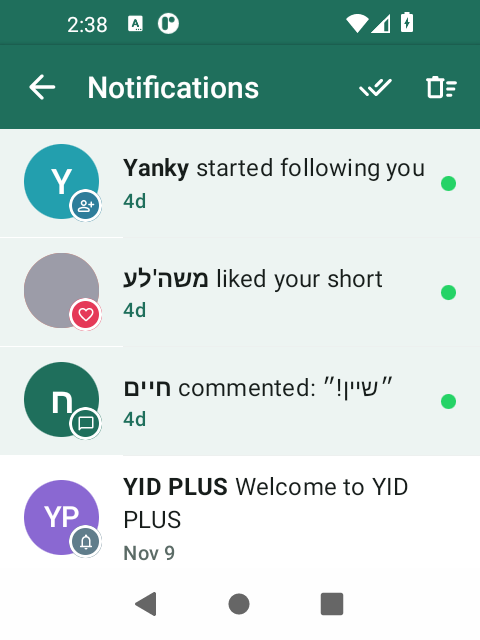 2:38 A
Notifications
Y
Yanky started following you
4d
משה'לע liked your short
4d
ח
חיים commented: ״שיין!״
4d
YP
YID PLUS Welcome to YID
PLUS
Nov 9